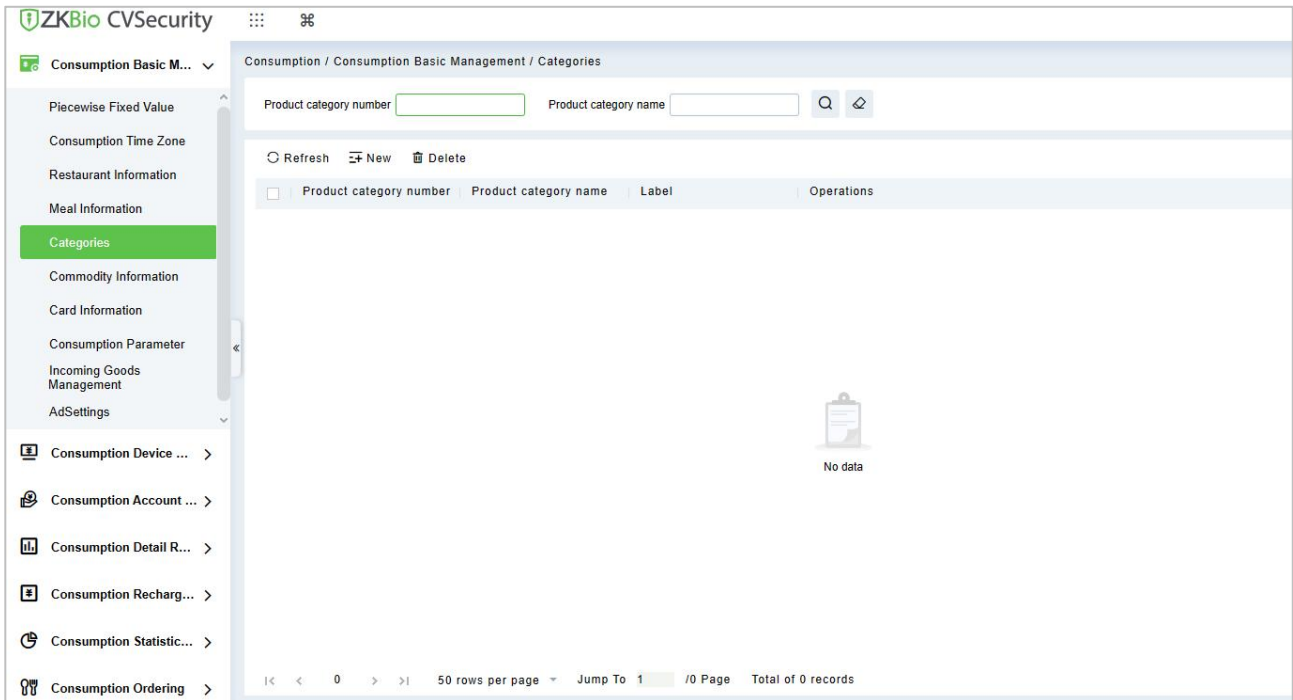 ZKBio CVSecurity
Consumption Basic M...
Piecewise Fixed Value
Consumption Time Zone
Restaurant Information
Meal Information
Categories
Commodity Information
Card Information
Consumption Parameter
Incoming Goods
Management
AdSettings
Consumption Device ...
Consumption Account ...
Consumption Detail R...
Consumption Recharg...
Consumption Statistic...
Consumption Ordering
Consumption / Consumption Basic Management / Categories
Product category number Product category name
Refresh New Delete
Product category number Product category name Label Operations
No data
0 50 rows per page Jump To 1 /0 Page Total of 0 records